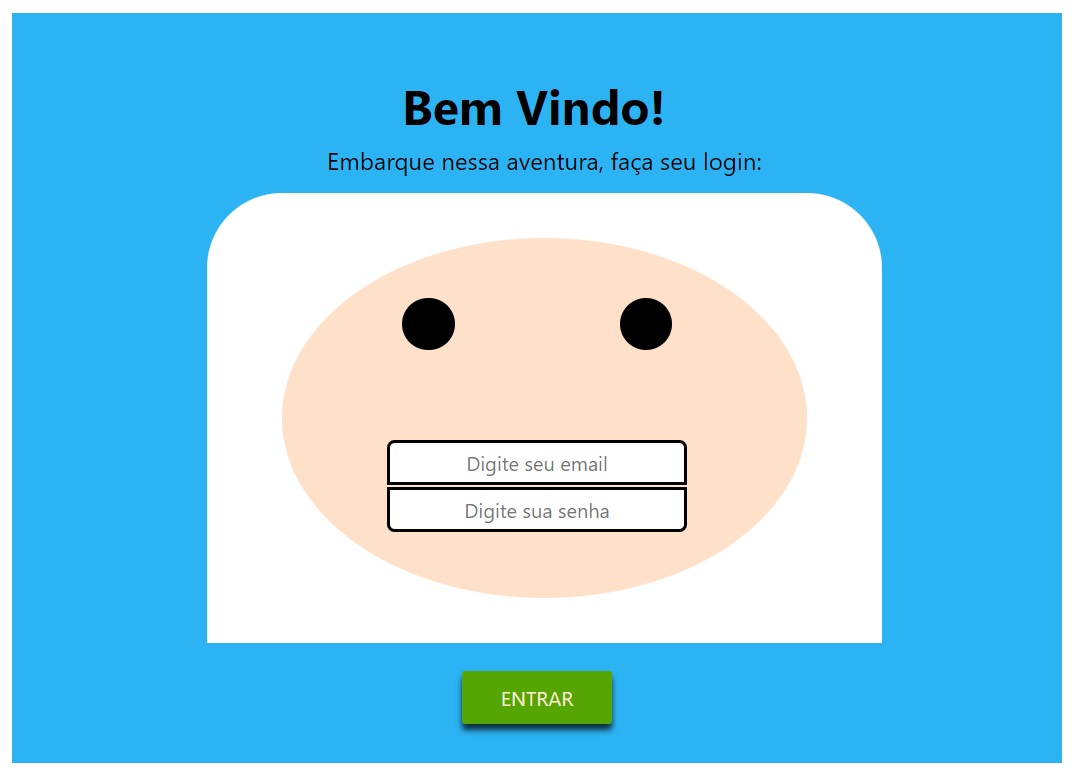 Bem Vindo!
Embarque nessa aventura, faça seu login:
Digite seu email
Digite sua senha
ENTRAR